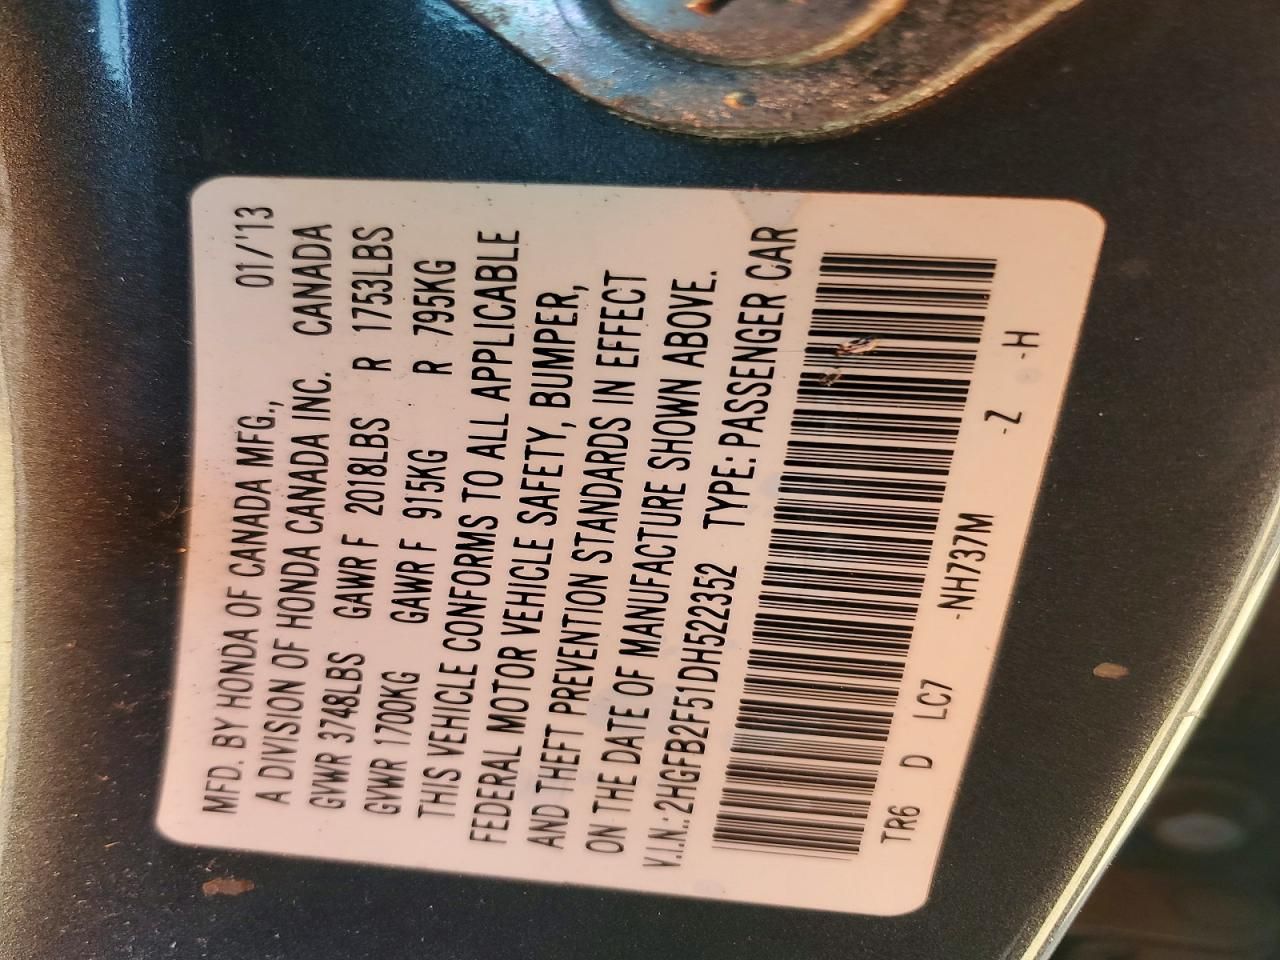 MFD. BY HONDA OF CANADA MFG., 01/'13
A DIVISION OF HONDA CANADA INC. CANADA
GVWR 3748LBS GAWR F 2018LBS R 1753LBS
GVWR 1700KG GAWR F 915KG R 795KG
THIS VEHICLE CONFORMS TO ALL APPLICABLE
FEDERAL MOTOR VEHICLE SAFETY, BUMPER,
AND THEFT PREVENTION STANDARDS IN EFFECT
ON THE DATE OF MANUFACTURE SHOWN ABOVE.
V.I.N.:2HGFB2F51DH522352 TYPE: PASSENGER CAR
TR6 D LC7 -NH737M -Z -H